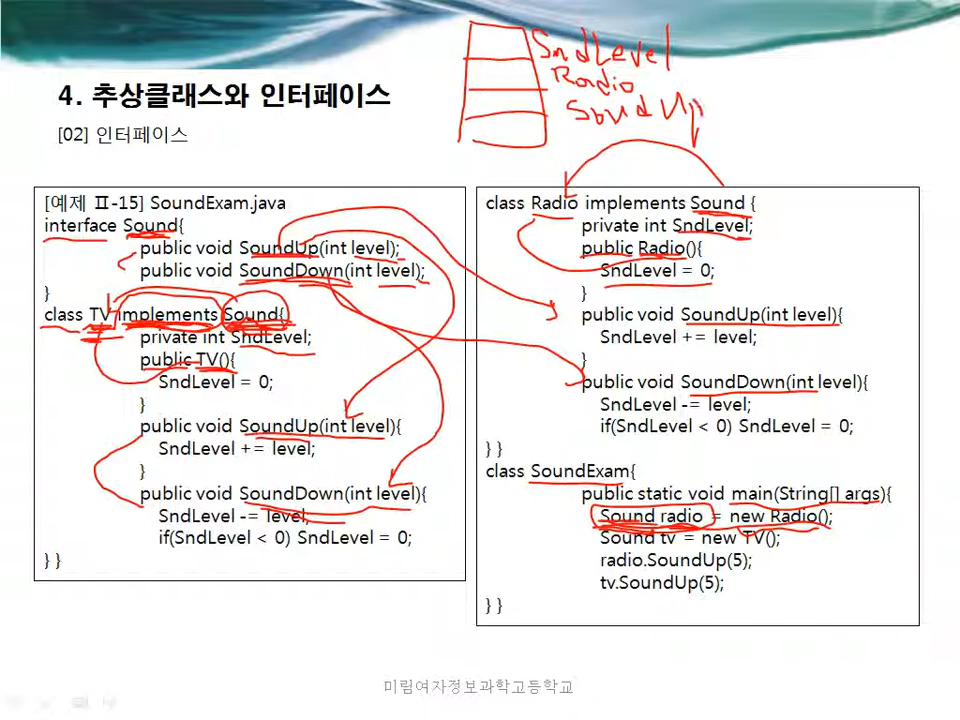 SndLevel
Radio
SoundUp
4. 추상클래스와 인터페이스
[02] 인터페이스
[예제 Ⅱ-15] SoundExam.java
interface Sound{
public void SoundUp(int level);
public void SoundDown(int level);
}
class TV implements Sound{
private int SndLevel;
public TV(){
SndLevel = 0;
}
public void SoundUp(int level){
SndLevel += level;
}
public void SoundDown(int level){
SndLevel -= level;
if(SndLevel < 0) SndLevel = 0;
} }
class Radio implements Sound {
private int SndLevel;
public Radio(){
SndLevel = 0;
}
public void SoundUp(int level){
SndLevel += level;
}
public void SoundDown(int level){
SndLevel -= level;
if(SndLevel < 0) SndLevel = 0;
} }
class SoundExam{
public static void main(String[] args){
Sound radio = new Radio();
Sound tv = new TV();
radio.SoundUp(5);
tv.SoundUp(5);
} }
미림여자정보과학고등학교